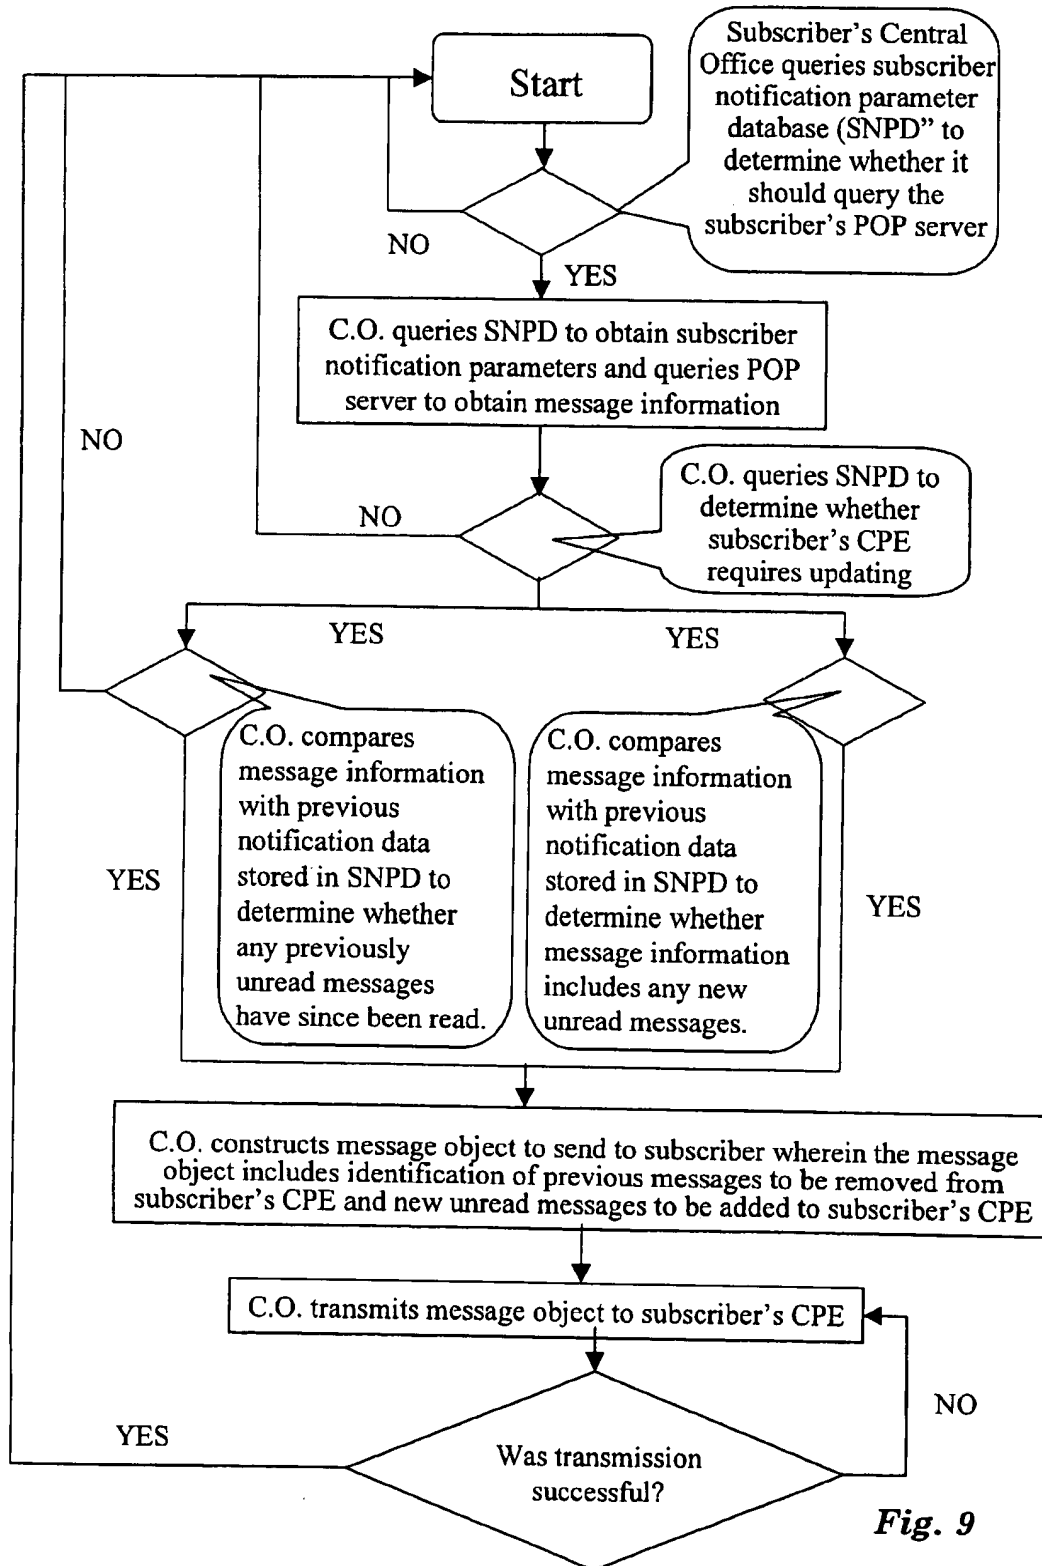 Start
Subscriber's Central
Office queries subscriber
notification parameter
database (SNPD" to
determine whether it
should query the
subscriber's POP server
NO
YES
C.O. queries SNPD to obtain subscriber
notification parameters and queries POP
server to obtain message information
NO
NO
C.O. queries SNPD to
determine whether
subscriber's CPE
requires updating
YES
YES
C.O. compares
message information
with previous
notification data
stored in SNPD to
determine whether
any previously
unread messages
have since been read.
C.O. compares
message information
with previous
notification data
stored in SNPD to
determine whether
message information
includes any new
unread messages.
YES
YES
C.O. constructs message object to send to subscriber wherein the message
object includes identification of previous messages to be removed from
subscriber's CPE and new unread messages to be added to subscriber's CPE
C.O. transmits message object to subscriber's CPE
NO
YES
Was transmission
successful?
Fig. 9